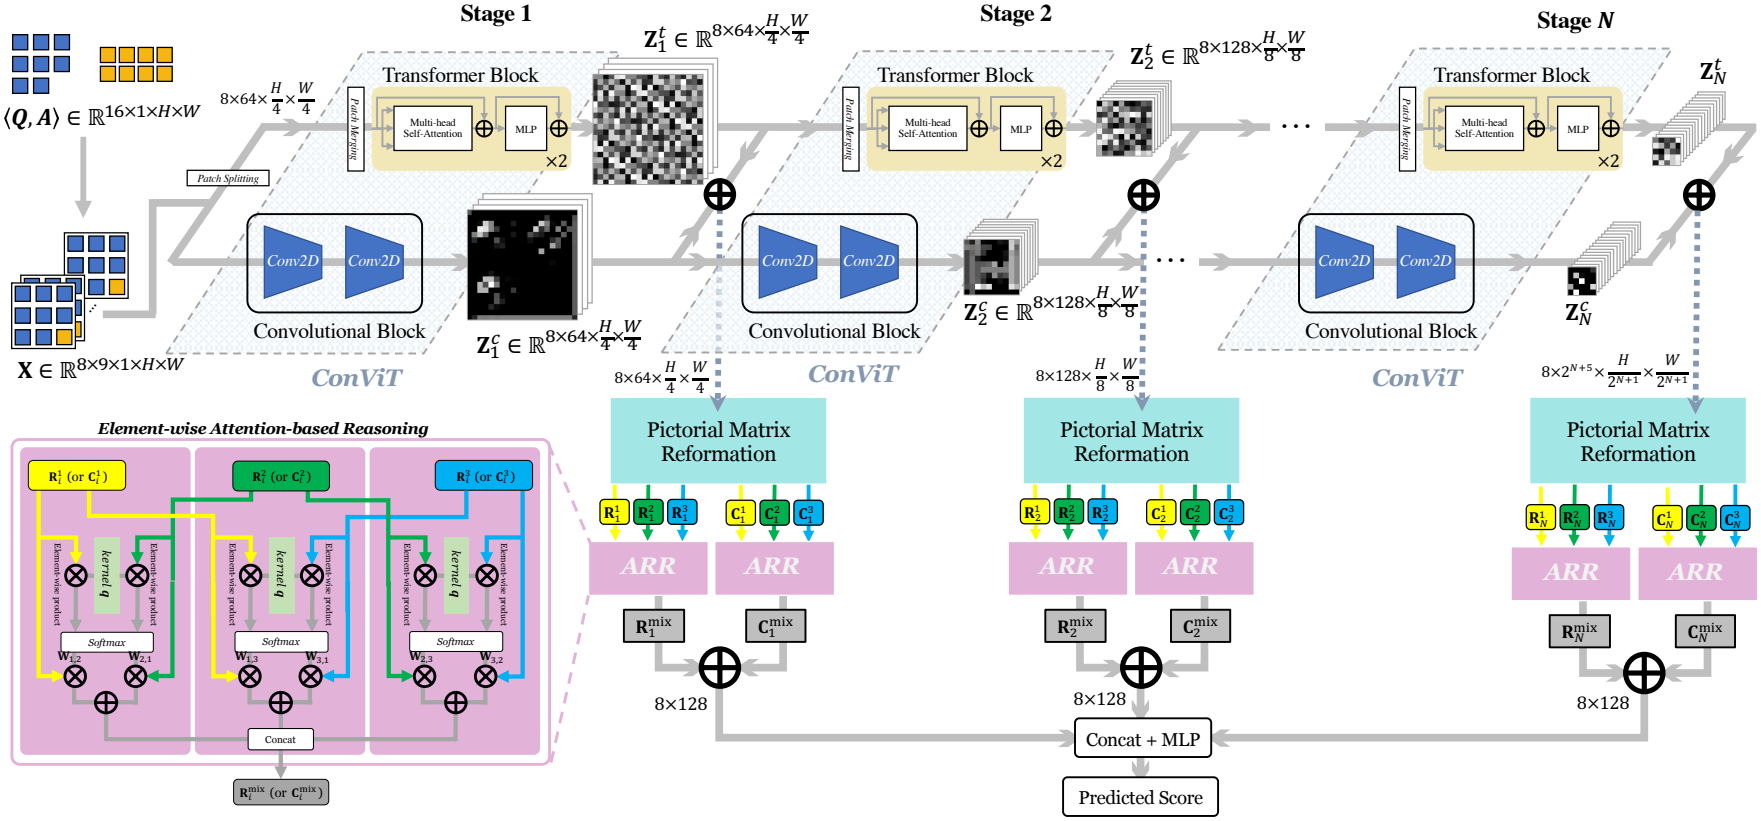 Stage 1
Stage 2
Stage N
⟨Q, A⟩ ∈ ℝ^{16×1×H×W}
8×64×H/4×W/4
Patch Splitting
X ∈ ℝ^{8×9×1×H×W}
Transformer Block
Patch Merging
Multi-head
Self-Attention
MLP
×2
Conv2D
Conv2D
Convolutional Block
ConViT
Z_1^t ∈ ℝ^{8×64×H/4×W/4}
Z_1^c ∈ ℝ^{8×64×H/4×W/4}
Transformer Block
Patch Merging
Multi-head
Self-Attention
MLP
×2
Conv2D
Conv2D
Convolutional Block
ConViT
Z_2^t ∈ ℝ^{8×128×H/8×W/8}
Z_2^c ∈ ℝ^{8×128×H/8×W/8}
...
...
Transformer Block
Patch Merging
Multi-head
Self-Attention
MLP
×2
Conv2D
Conv2D
Convolutional Block
ConViT
Z_N^t
Z_N^c
8×64×H/4×W/4
8×128×H/8×W/8
8×2^{N+5}×H/2^{N+1}×W/2^{N+1}
Pictorial Matrix
Reformation
Pictorial Matrix
Reformation
Pictorial Matrix
Reformation
R_1^1 R_1^2 R_1^3 C_1^1 C_1^2 C_1^3
R_2^1 R_2^2 R_2^3 C_2^1 C_2^2 C_2^3
R_N^1 R_N^2 R_N^3 C_N^1 C_N^2 C_N^3
ARR ARR
ARR ARR
ARR ARR
R_1^mix C_1^mix
R_2^mix C_2^mix
R_N^mix C_N^mix
8×128
8×128
8×128
Concat + MLP
Predicted Score
Element-wise Attention-based Reasoning
R_i^1 (or C_i^1)
R_i^2 (or C_i^2)
R_i^3 (or C_i^3)
Element-wise product
kernel q
Element-wise product
Element-wise product
kernel q
Element-wise product
Element-wise product
kernel q
Element-wise product
Softmax
Softmax
Softmax
W_{1,2} W_{2,1}
W_{1,3} W_{3,1}
W_{2,3} W_{3,2}
Concat
R_i^mix (or C_i^mix)